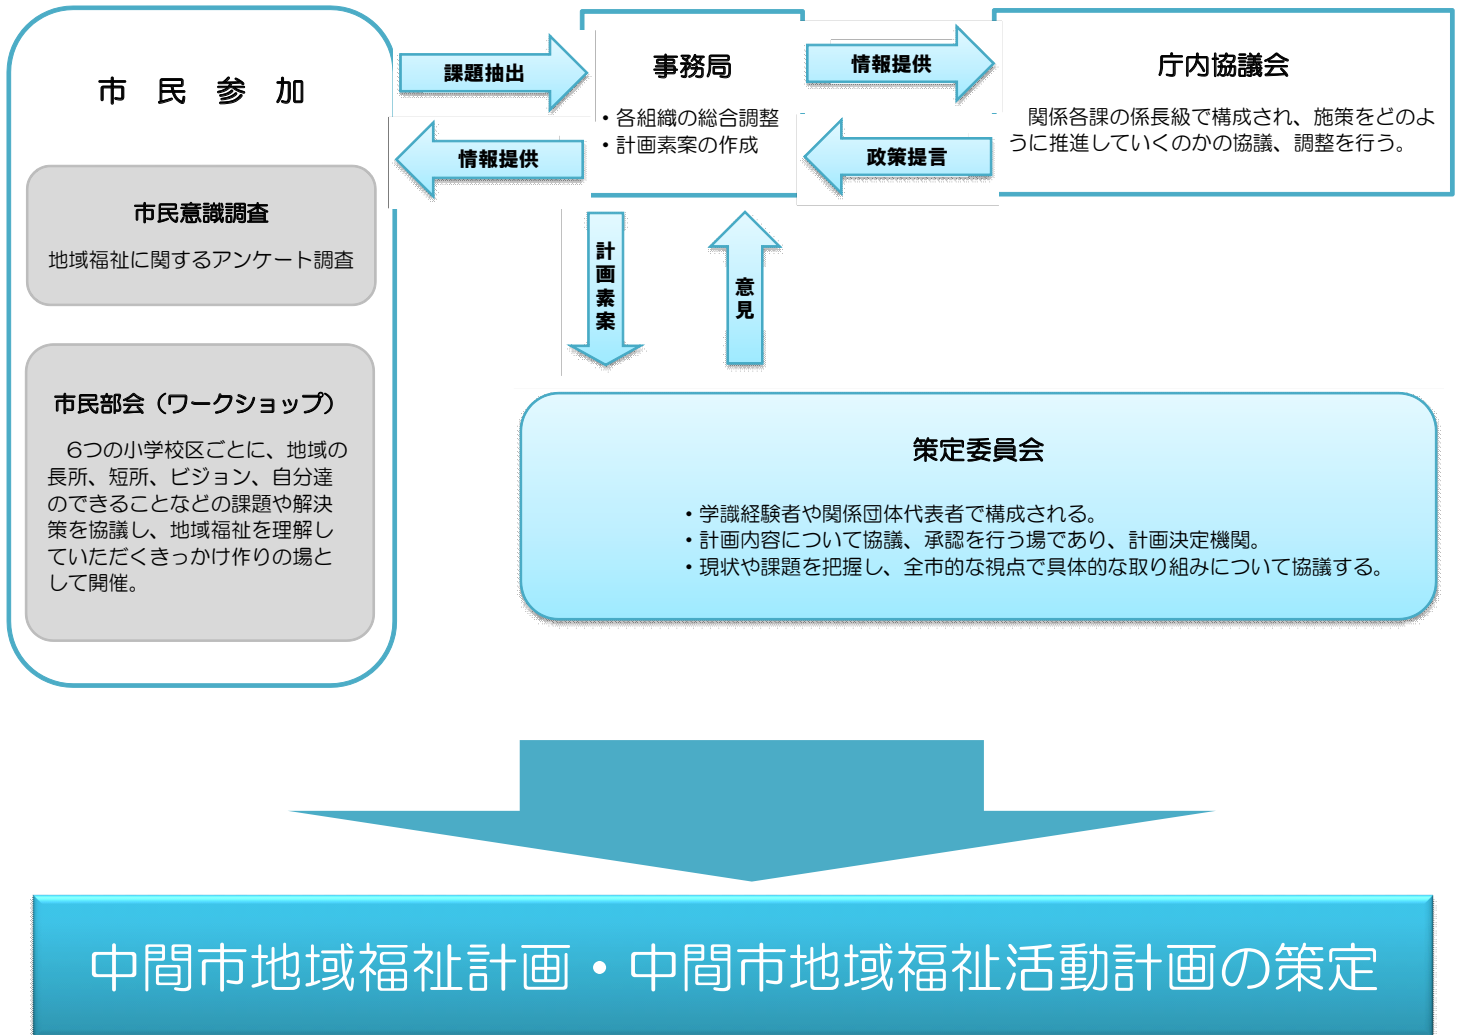 市 民 参 加
市民意識調査
地域福祉に関するアンケート調査
市民部会（ワークショップ）
6つの小学校区ごとに、地域の
長所、短所、ビジョン、自分達
のできることなどの課題や解決
策を協議し、地域福祉を理解し
ていただくきっかけ作りの場と
して開催。
課題抽出
情報提供
事務局
・各組織の総合調整
・計画素案の作成
情報提供
政策提言
庁内協議会
関係各課の係長級で構成され、施策をどのよ
うに推進していくのかの協議、調整を行う。
計画素案
意見
策定委員会
・学識経験者や関係団体代表者で構成される。
・計画内容について協議、承認を行う場であり、計画決定機関。
・現状や課題を把握し、全市的な視点で具体的な取り組みについて協議する。
中間市地域福祉計画・中間市地域福祉活動計画の策定